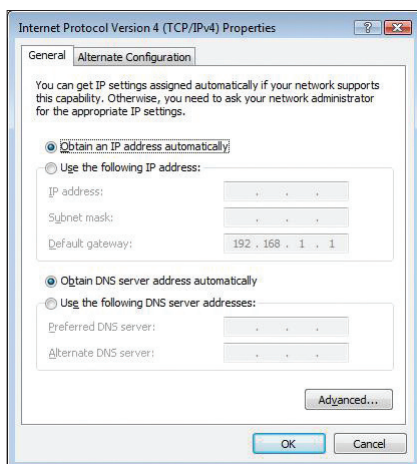 Internet Protocol Version 4 (TCP/IPv4) Properties
General Alternate Configuration
You can get IP settings assigned automatically if your network supports
this capability. Otherwise, you need to ask your network administrator
for the appropriate IP settings.
Obtain an IP address automatically
Use the following IP address:
IP address: . . .
Subnet mask: . . .
Default gateway: 192 . 168 . 1 . 1
Obtain DNS server address automatically
Use the following DNS server addresses:
Preferred DNS server: . . .
Alternate DNS server: . . .
Advanced...
OK Cancel